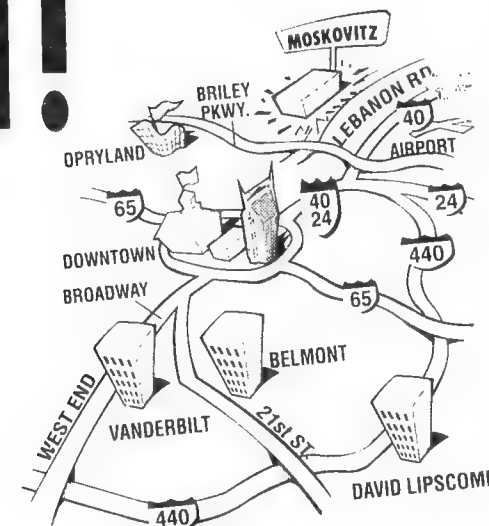 !
MOSKOVITZ
BRILEY
PKWY.
LEBANON RD.
40
OPRYLAND
AIRPORT
65
40
24
24
DOWNTOWN
440
BROADWAY
65
BELMONT
WEST END
VANDERBILT
21st ST.
DAVID LIPSCOMB
440